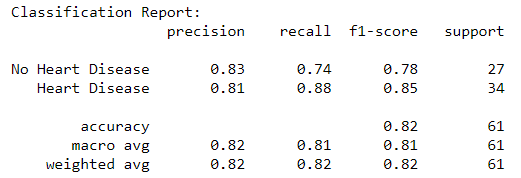 Classification Report:
precision recall f1-score support
No Heart Disease 0.83 0.74 0.78 27
Heart Disease 0.81 0.88 0.85 34
accuracy 0.82 61
macro avg 0.82 0.81 0.81 61
weighted avg 0.82 0.82 0.82 61